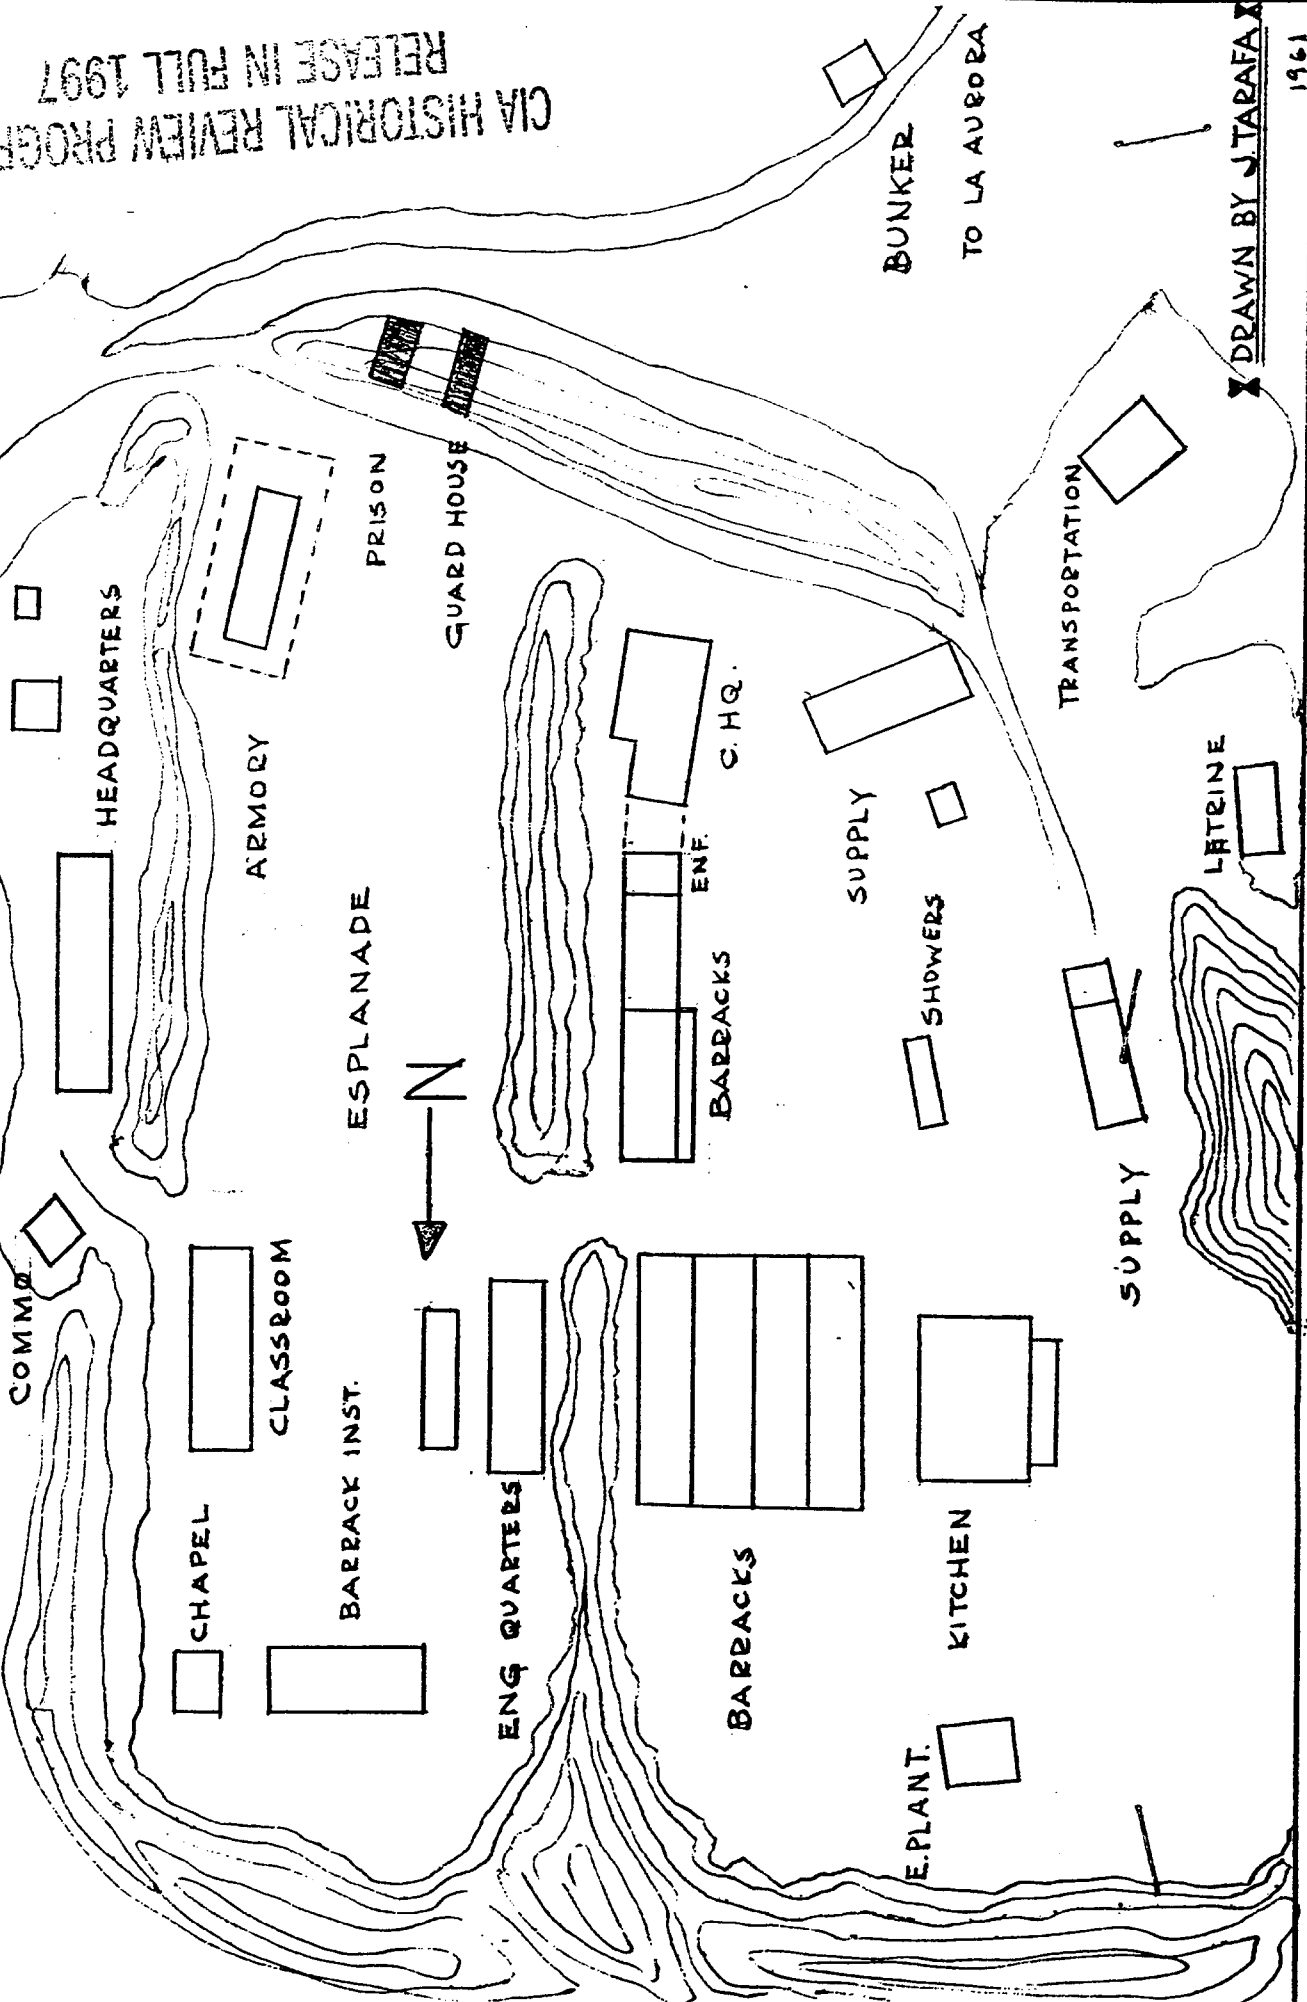 COMMO
HEADQUARTERS
CIA HISTORICAL REVIEW PROGR
RELEASE IN FULL 1997
CHAPEL
CLASSROOM
ARMORY
BARRACK INST.
ESPLANADE
PRISON
N
GUARD HOUSE
ENG QUARTERS
ENF.
C. HQ.
BARRACKS
BARRACKS
SUPPLY
BUNKER
E.PLANT.
KITCHEN
SHOWERS
TO LA AURORA
TRANSPORTATION
SUPPLY
LATRINE
DRAWN BY J. TARAFA
1961